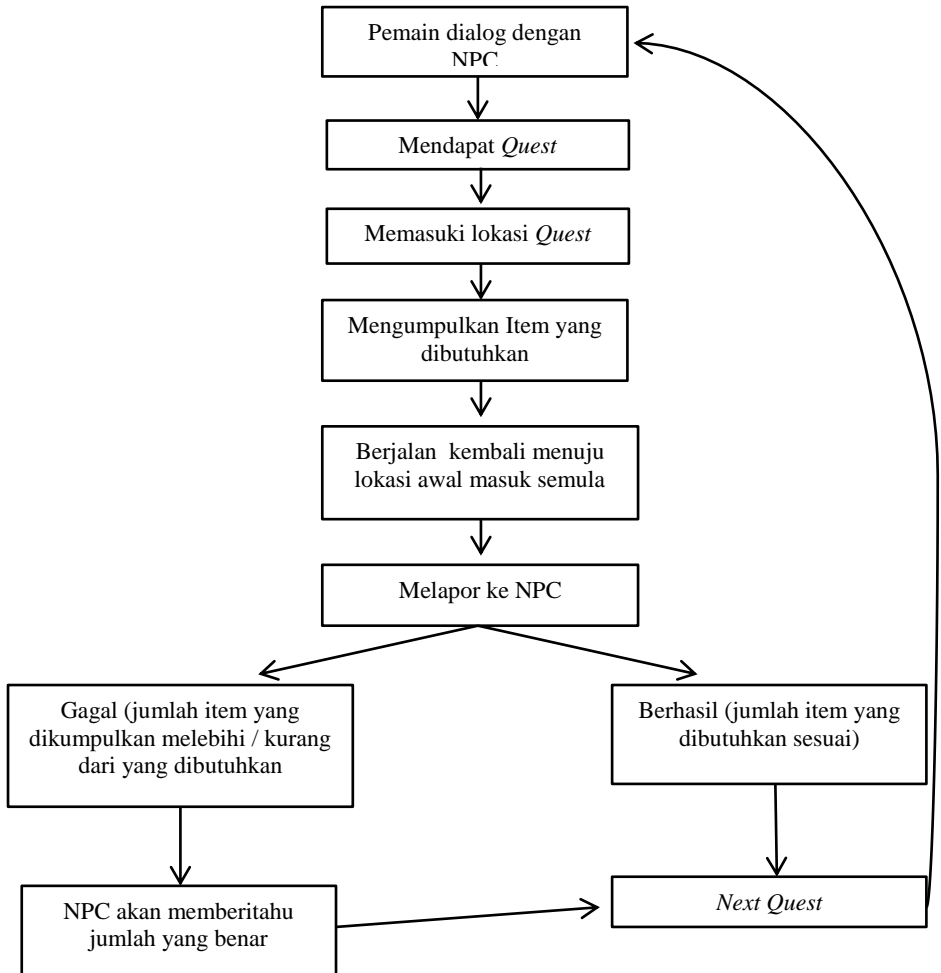 Pemain dialog dengan
NPC
Mendapat Quest
Memasuki lokasi Quest
Mengumpulkan Item yang
dibutuhkan
Berjalan  kembali menuju
lokasi awal masuk semula
Melapor ke NPC
Gagal (jumlah item yang
dikumpulkan melebihi / kurang
dari yang dibutuhkan
Berhasil (jumlah item yang
dibutuhkan sesuai)
NPC akan memberitahu
jumlah yang benar
Next Quest